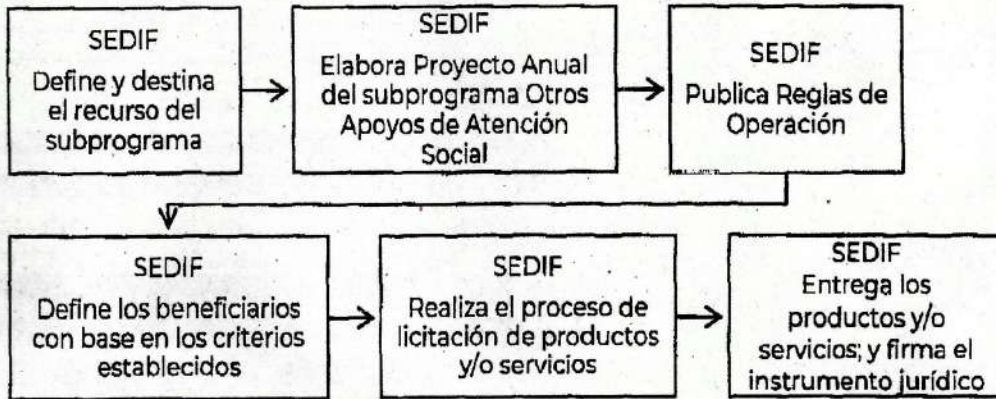 SEDIF
Define y destina
el recurso del
subprograma
SEDIF
Elabora Proyecto Anual
del subprograma Otros
Apoyos de Atención
Social
SEDIF
Publica Reglas de
Operación
SEDIF
Define los beneficiarios
con base en los criterios
establecidos
SEDIF
Realiza el proceso de
licitación de productos
y/o servicios
SEDIF
Entrega los
productos y/o
servicios; y firma el
instrumento jurídico